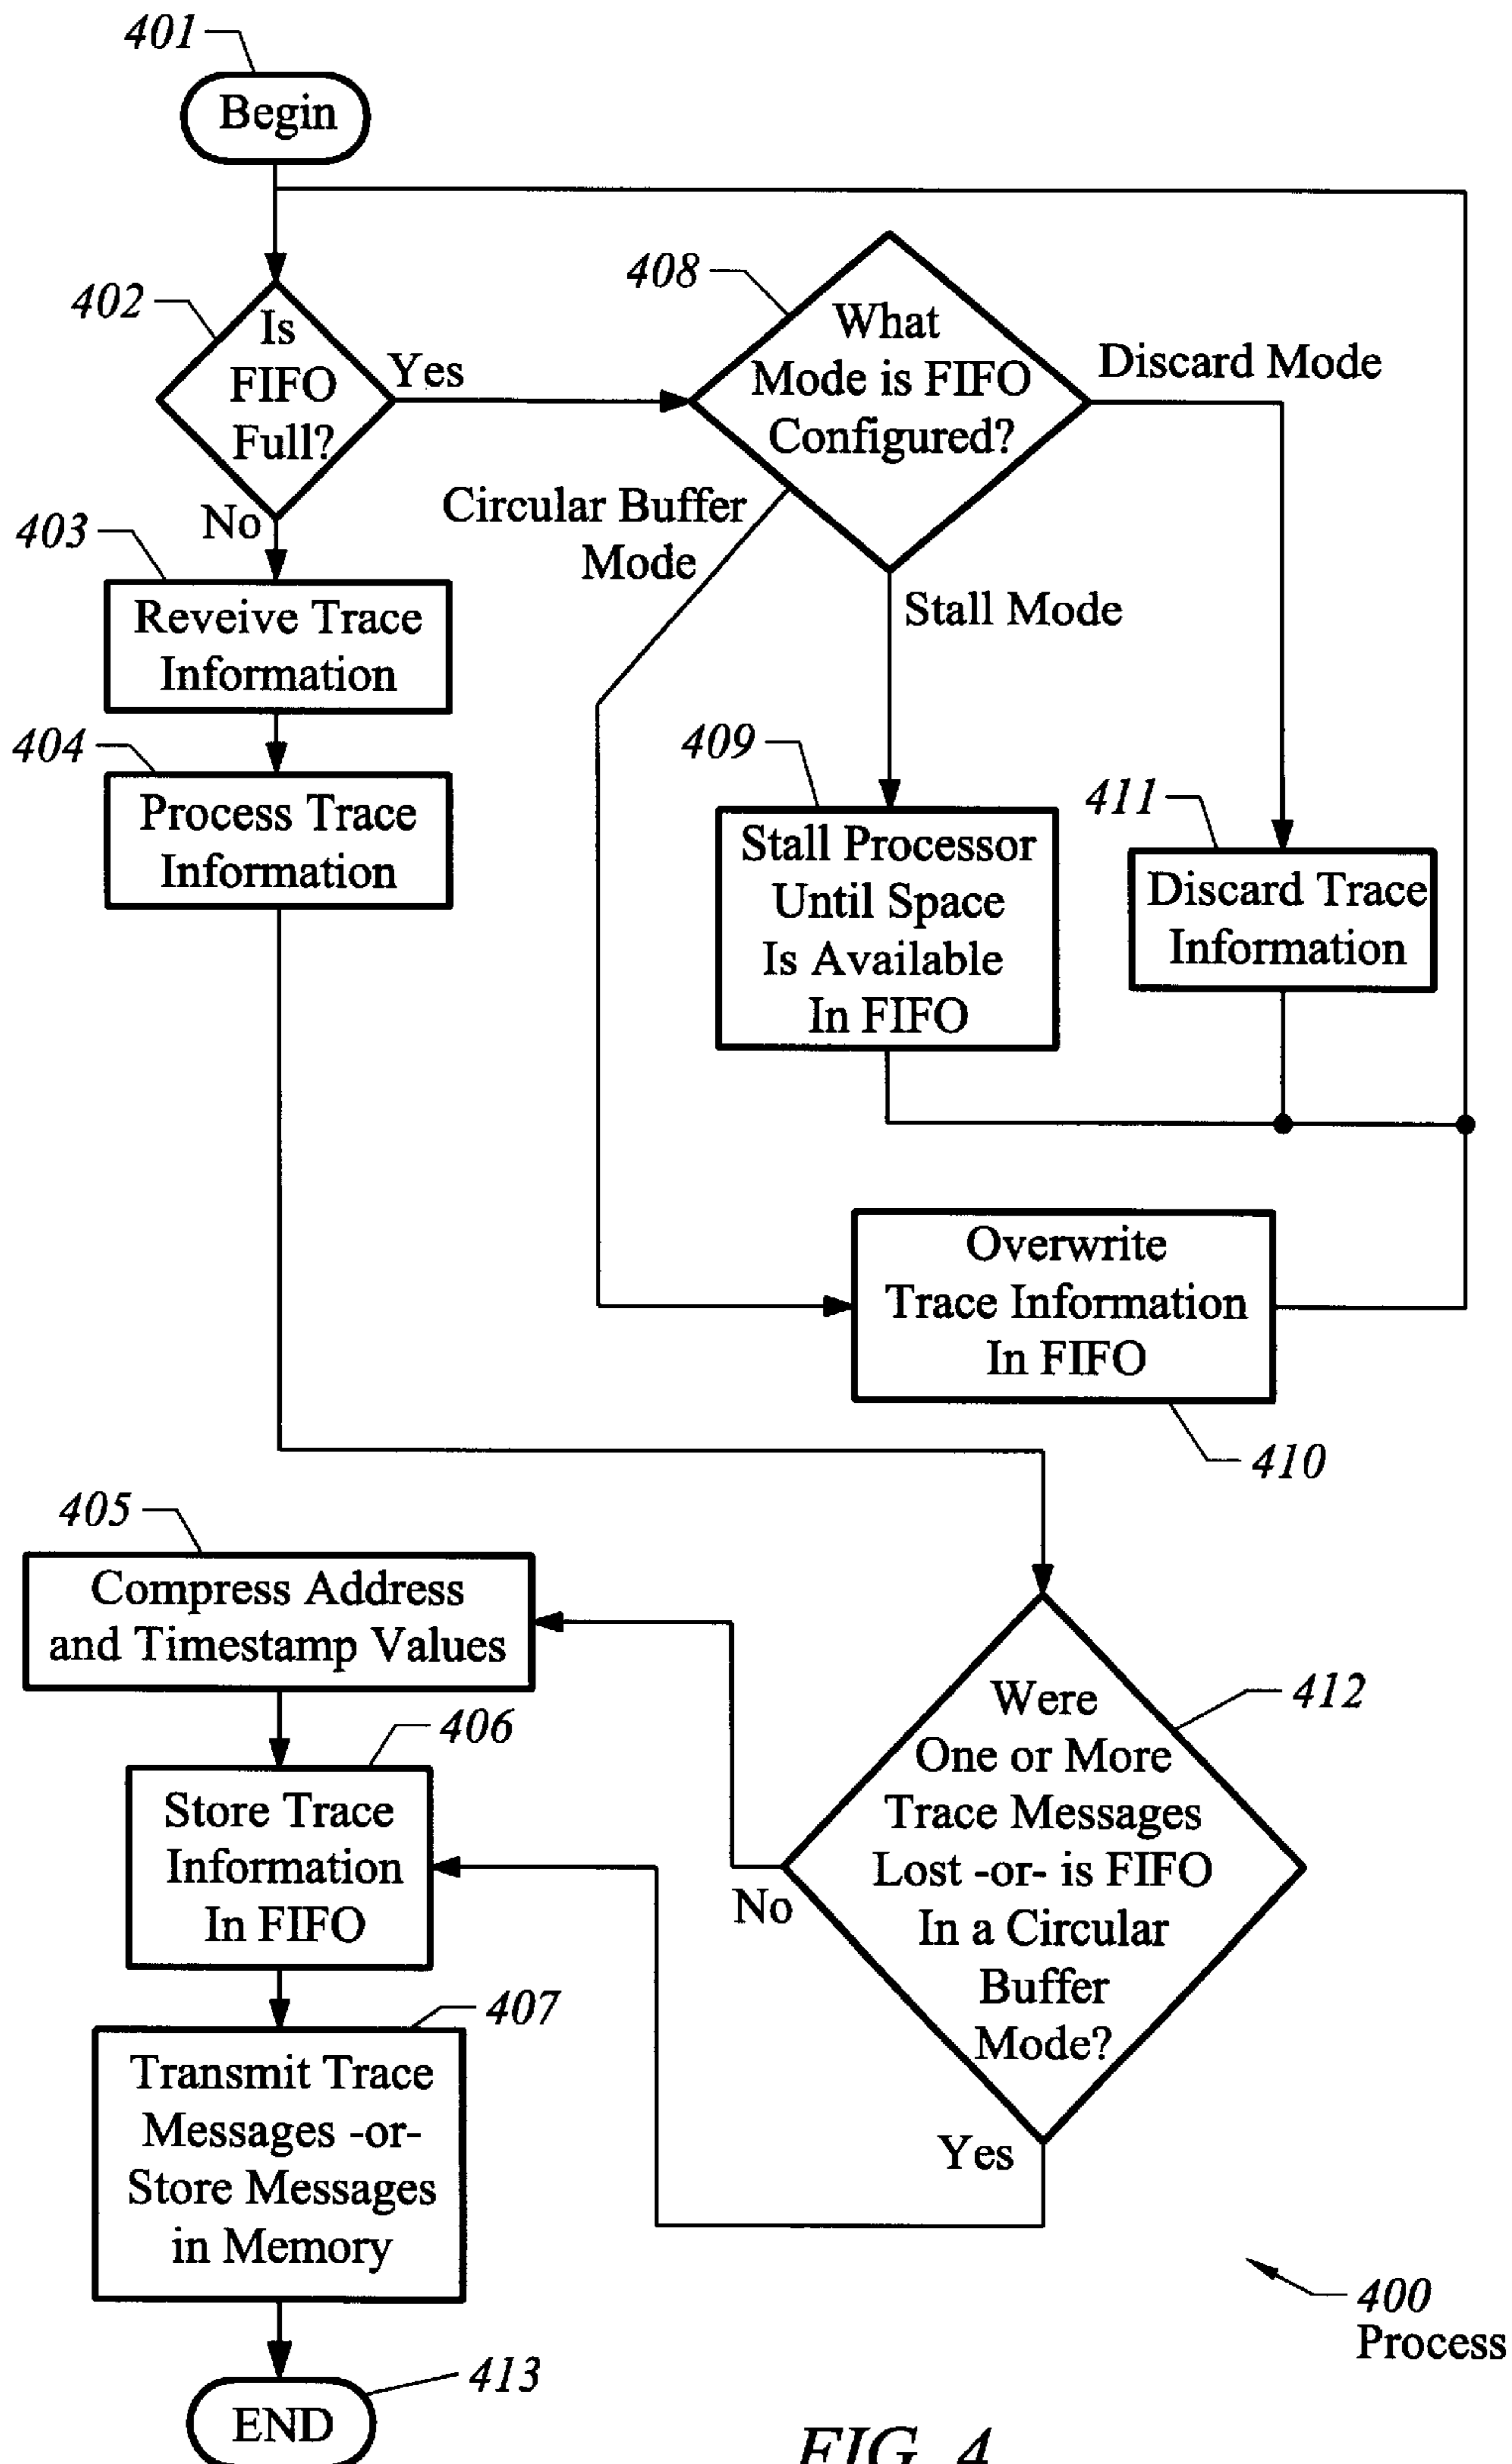 401
Begin
402
Is
FIFO
Full?
Yes
No
408
What
Mode is FIFO
Configured?
Discard Mode
Circular Buffer
Mode
Stall Mode
403
Reveive Trace
Information
404
Process Trace
Information
409
Stall Processor
Until Space
Is Available
In FIFO
411
Discard Trace
Information
Overwrite
Trace Information
In FIFO
410
405
Compress Address
and Timestamp Values
406
Store Trace
Information
In FIFO
412
Were
One or More
Trace Messages
Lost -or- is FIFO
In a Circular
Buffer
Mode?
No
Yes
407
Transmit Trace
Messages -or-
Store Messages
in Memory
413
END
400
Process
FIG. 4